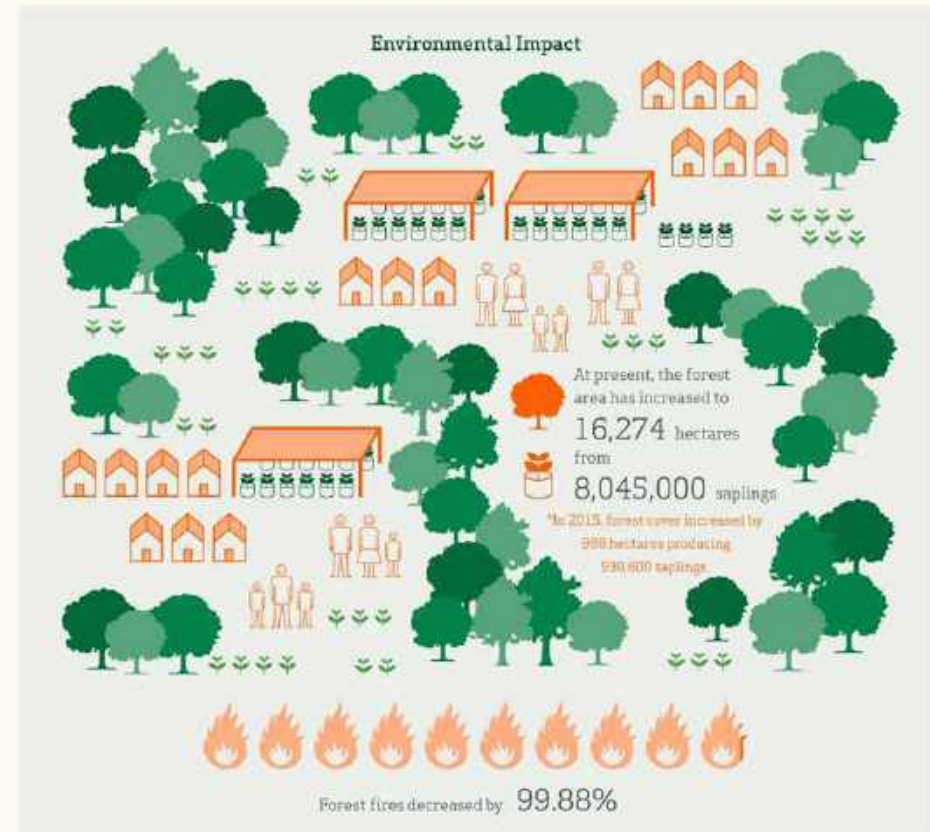 Environmental Impact
At present, the forest
area has increased to
16,274 hectares
from
8,045,000 saplings
*In 2015, forest cover increased by
hectares producing
saplings
Forest fires decreased by 99.88%